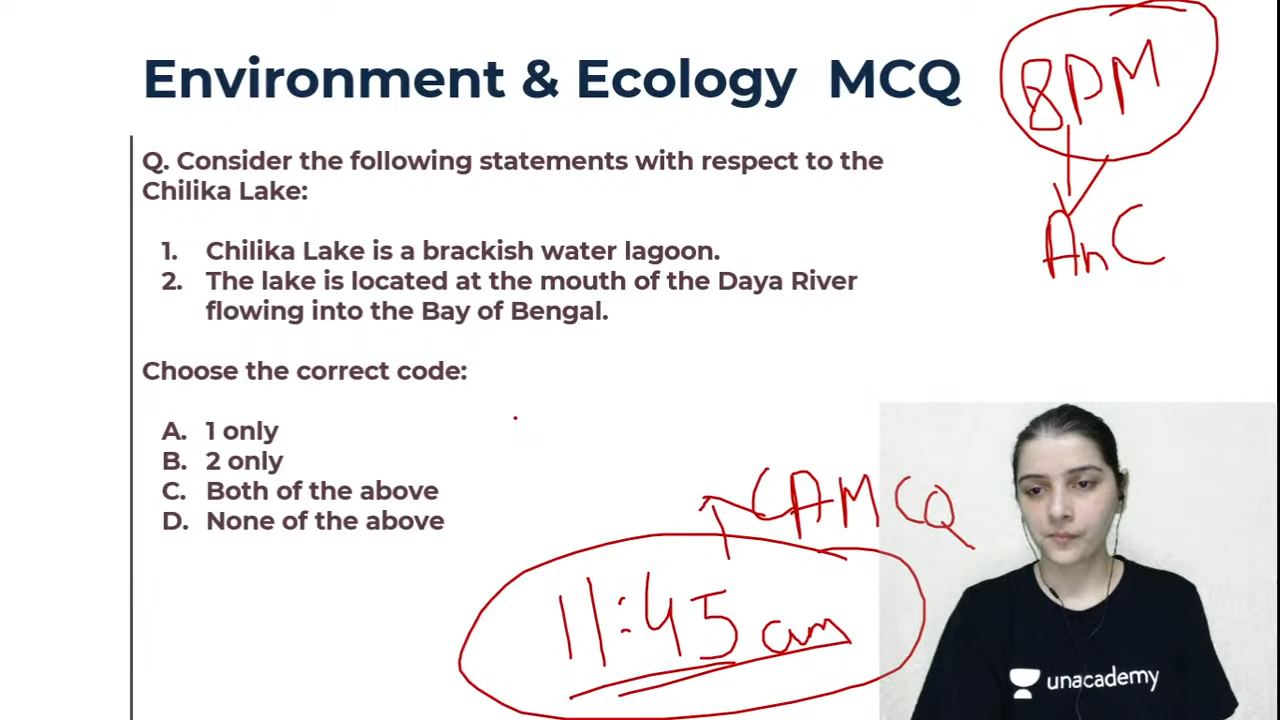 Environment & Ecology MCQ
8PM
AnC
Q. Consider the following statements with respect to the
Chilika Lake:
1. Chilika Lake is a brackish water lagoon.
2. The lake is located at the mouth of the Daya River
flowing into the Bay of Bengal.
Choose the correct code:
A. 1 only
B. 2 only
C. Both of the above
D. None of the above
CAMCQ
11:45 am
unacademy